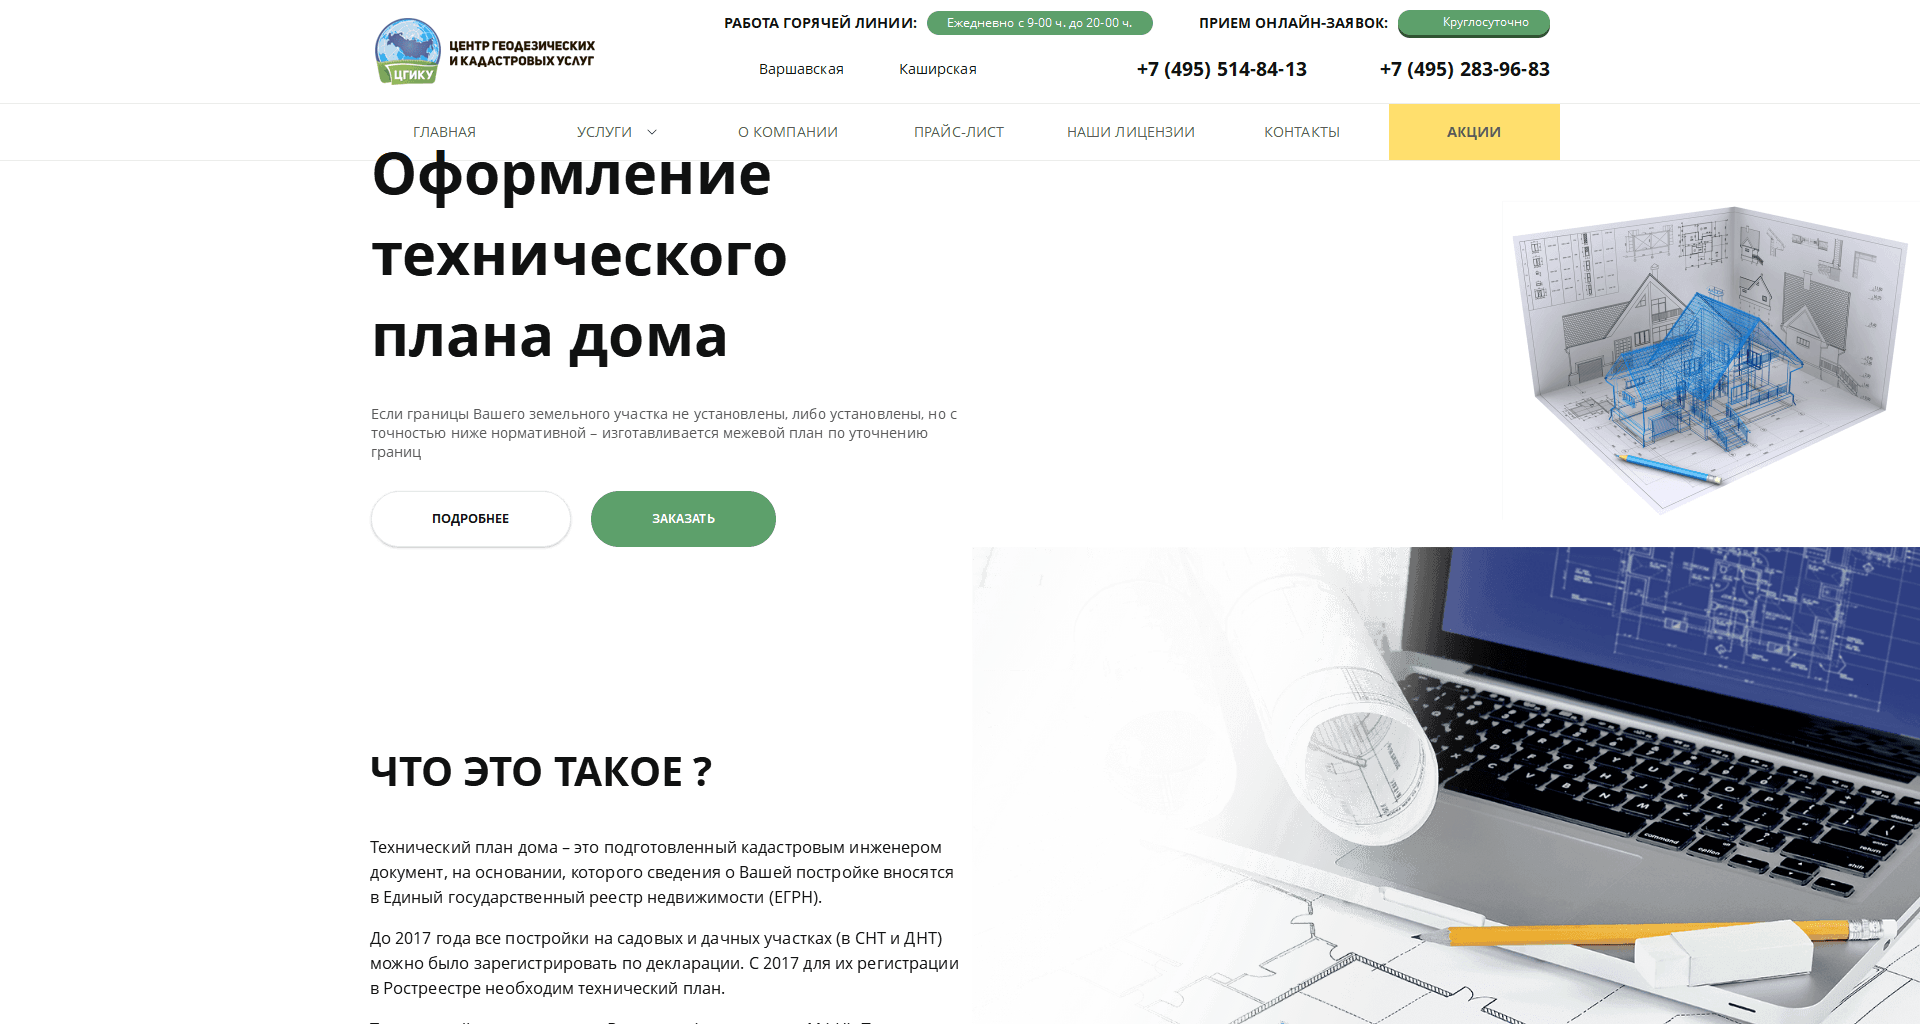 ЦЕНТР ГЕОДЕЗИЧЕСКИХ
И КАДАСТРОВЫХ УСЛУГ
ЦГИКУ
РАБОТА ГОРЯЧЕЙ ЛИНИИ:
Ежедневно с 9-00 ч. до 20-00 ч.
ПРИЕМ ОНЛАЙН-ЗАЯВОК:
Круглосуточно
Варшавская
Каширская
+7 (495) 514-84-13
+7 (495) 283-96-83
ГЛАВНАЯ
УСЛУГИ
О КОМПАНИИ
ПРАЙС-ЛИСТ
НАШИ ЛИЦЕНЗИИ
КОНТАКТЫ
АКЦИИ
Оформление
технического
плана дома
Если границы Вашего земельного участка не установлены, либо установлены, но с
точностью ниже нормативной – изготавливается межевой план по уточнению
границ
ПОДРОБНЕЕ
ЗАКАЗАТЬ
ЧТО ЭТО ТАКОЕ ?
Технический план дома – это подготовленный кадастровым инженером
документ, на основании, которого сведения о Вашей постройке вносятся
в Единый государственный реестр недвижимости (ЕГРН).
До 2017 года все постройки на садовых и дачных участках (в СНТ и ДНТ)
можно было зарегистрировать по декларации. С 2017 для их регистрации
в Росреестре необходим технический план.